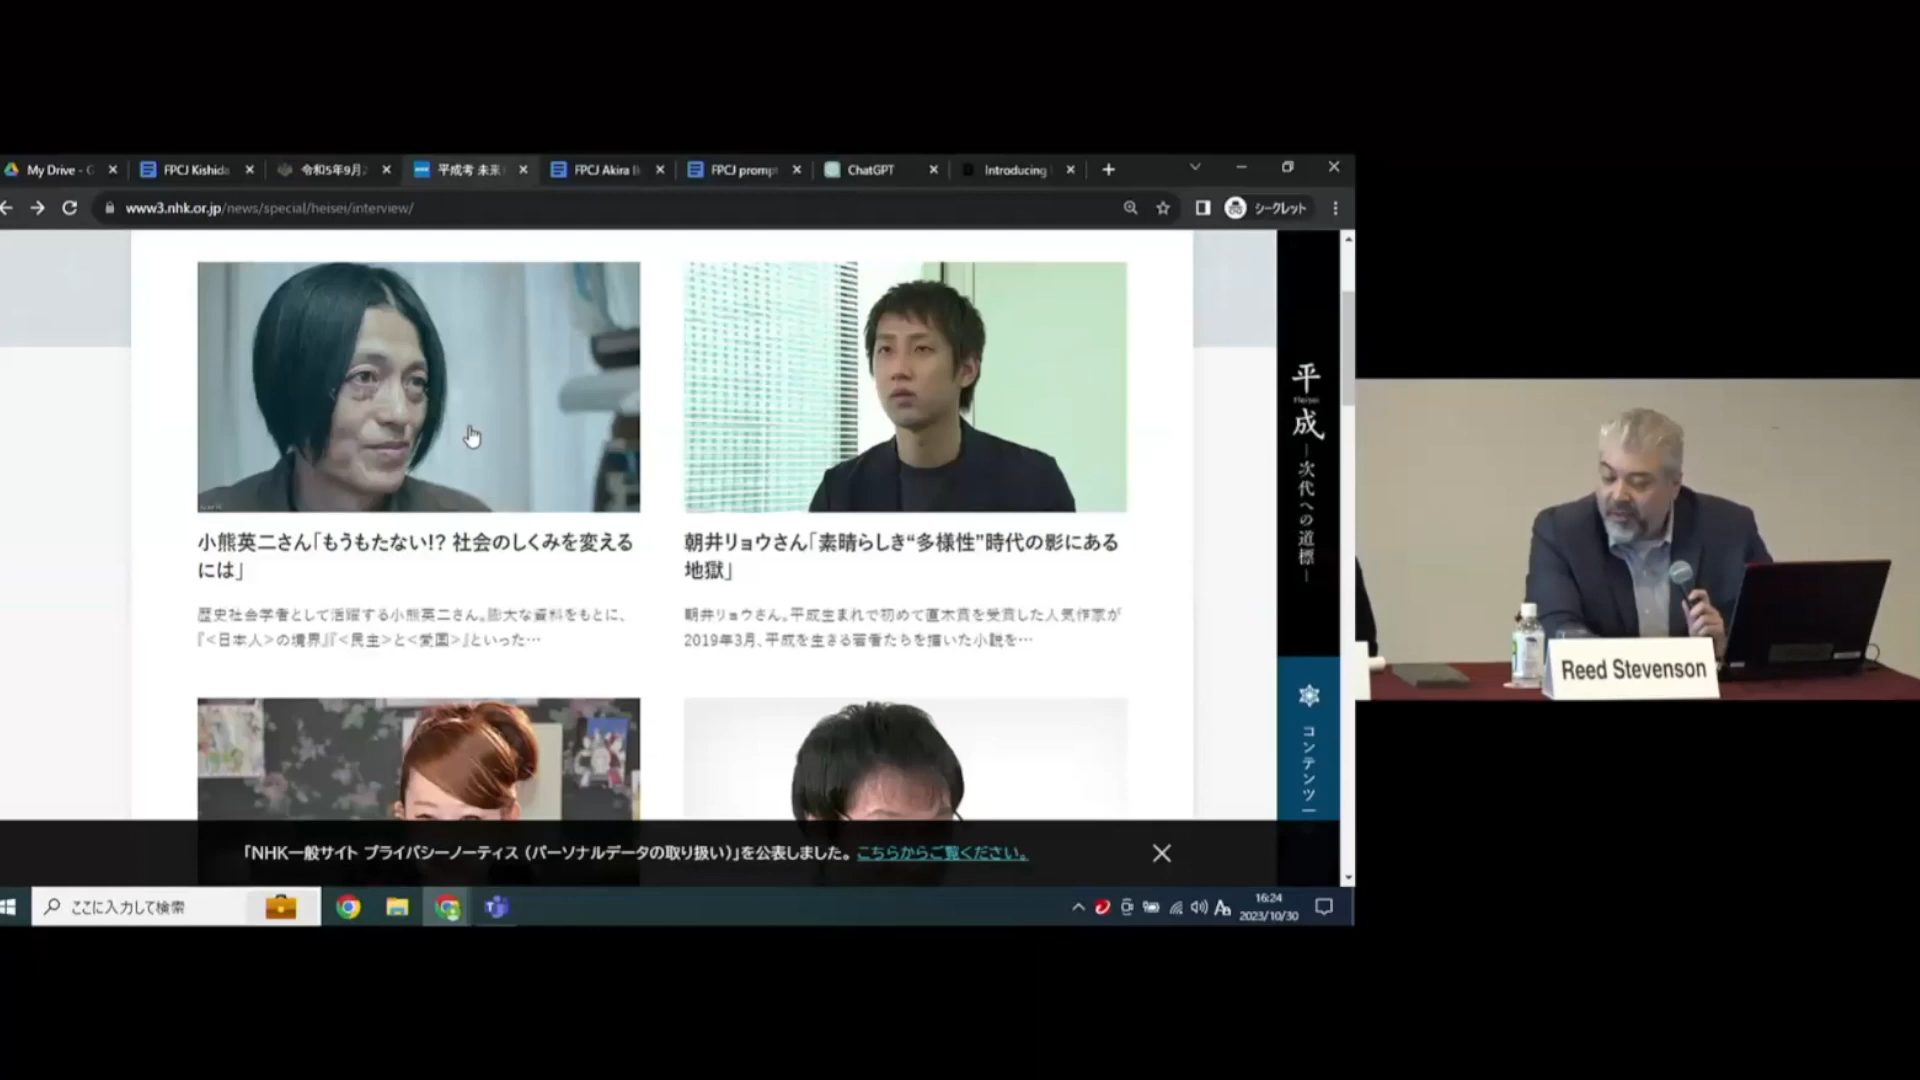 My Drive - G
FPCJ Kishida
令和5年9月
平成考 未来
FPCJ Akira Ik
FPCJ promp
ChatGPT
Introducing
www3.nhk.or.jp/news/special/heisei/interview/
シークレット
小熊英二さん「もうもたない!? 社会のしくみを変える
には」
歴史社会学者として活躍する小熊英二さん。膨大な資料をもとに、
『<日本人>の境界』『<民主>と<愛国>』といった…
朝井リョウさん「素晴らしき“多様性”時代の影にある
地獄」
朝井リョウさん。平成生まれで初めて直木賞を受賞した人気作家が
2019年3月、平成を生きる若者たちを描いた小説を…
平成
Heisei
―次代への道標―
コンテンツ一
「NHK一般サイト プライバシーノーティス（パーソナルデータの取り扱い）」を公表しました。こちらからご覧ください。
ここに入力して検索
16:24
2023/10/30
Reed Stevenson